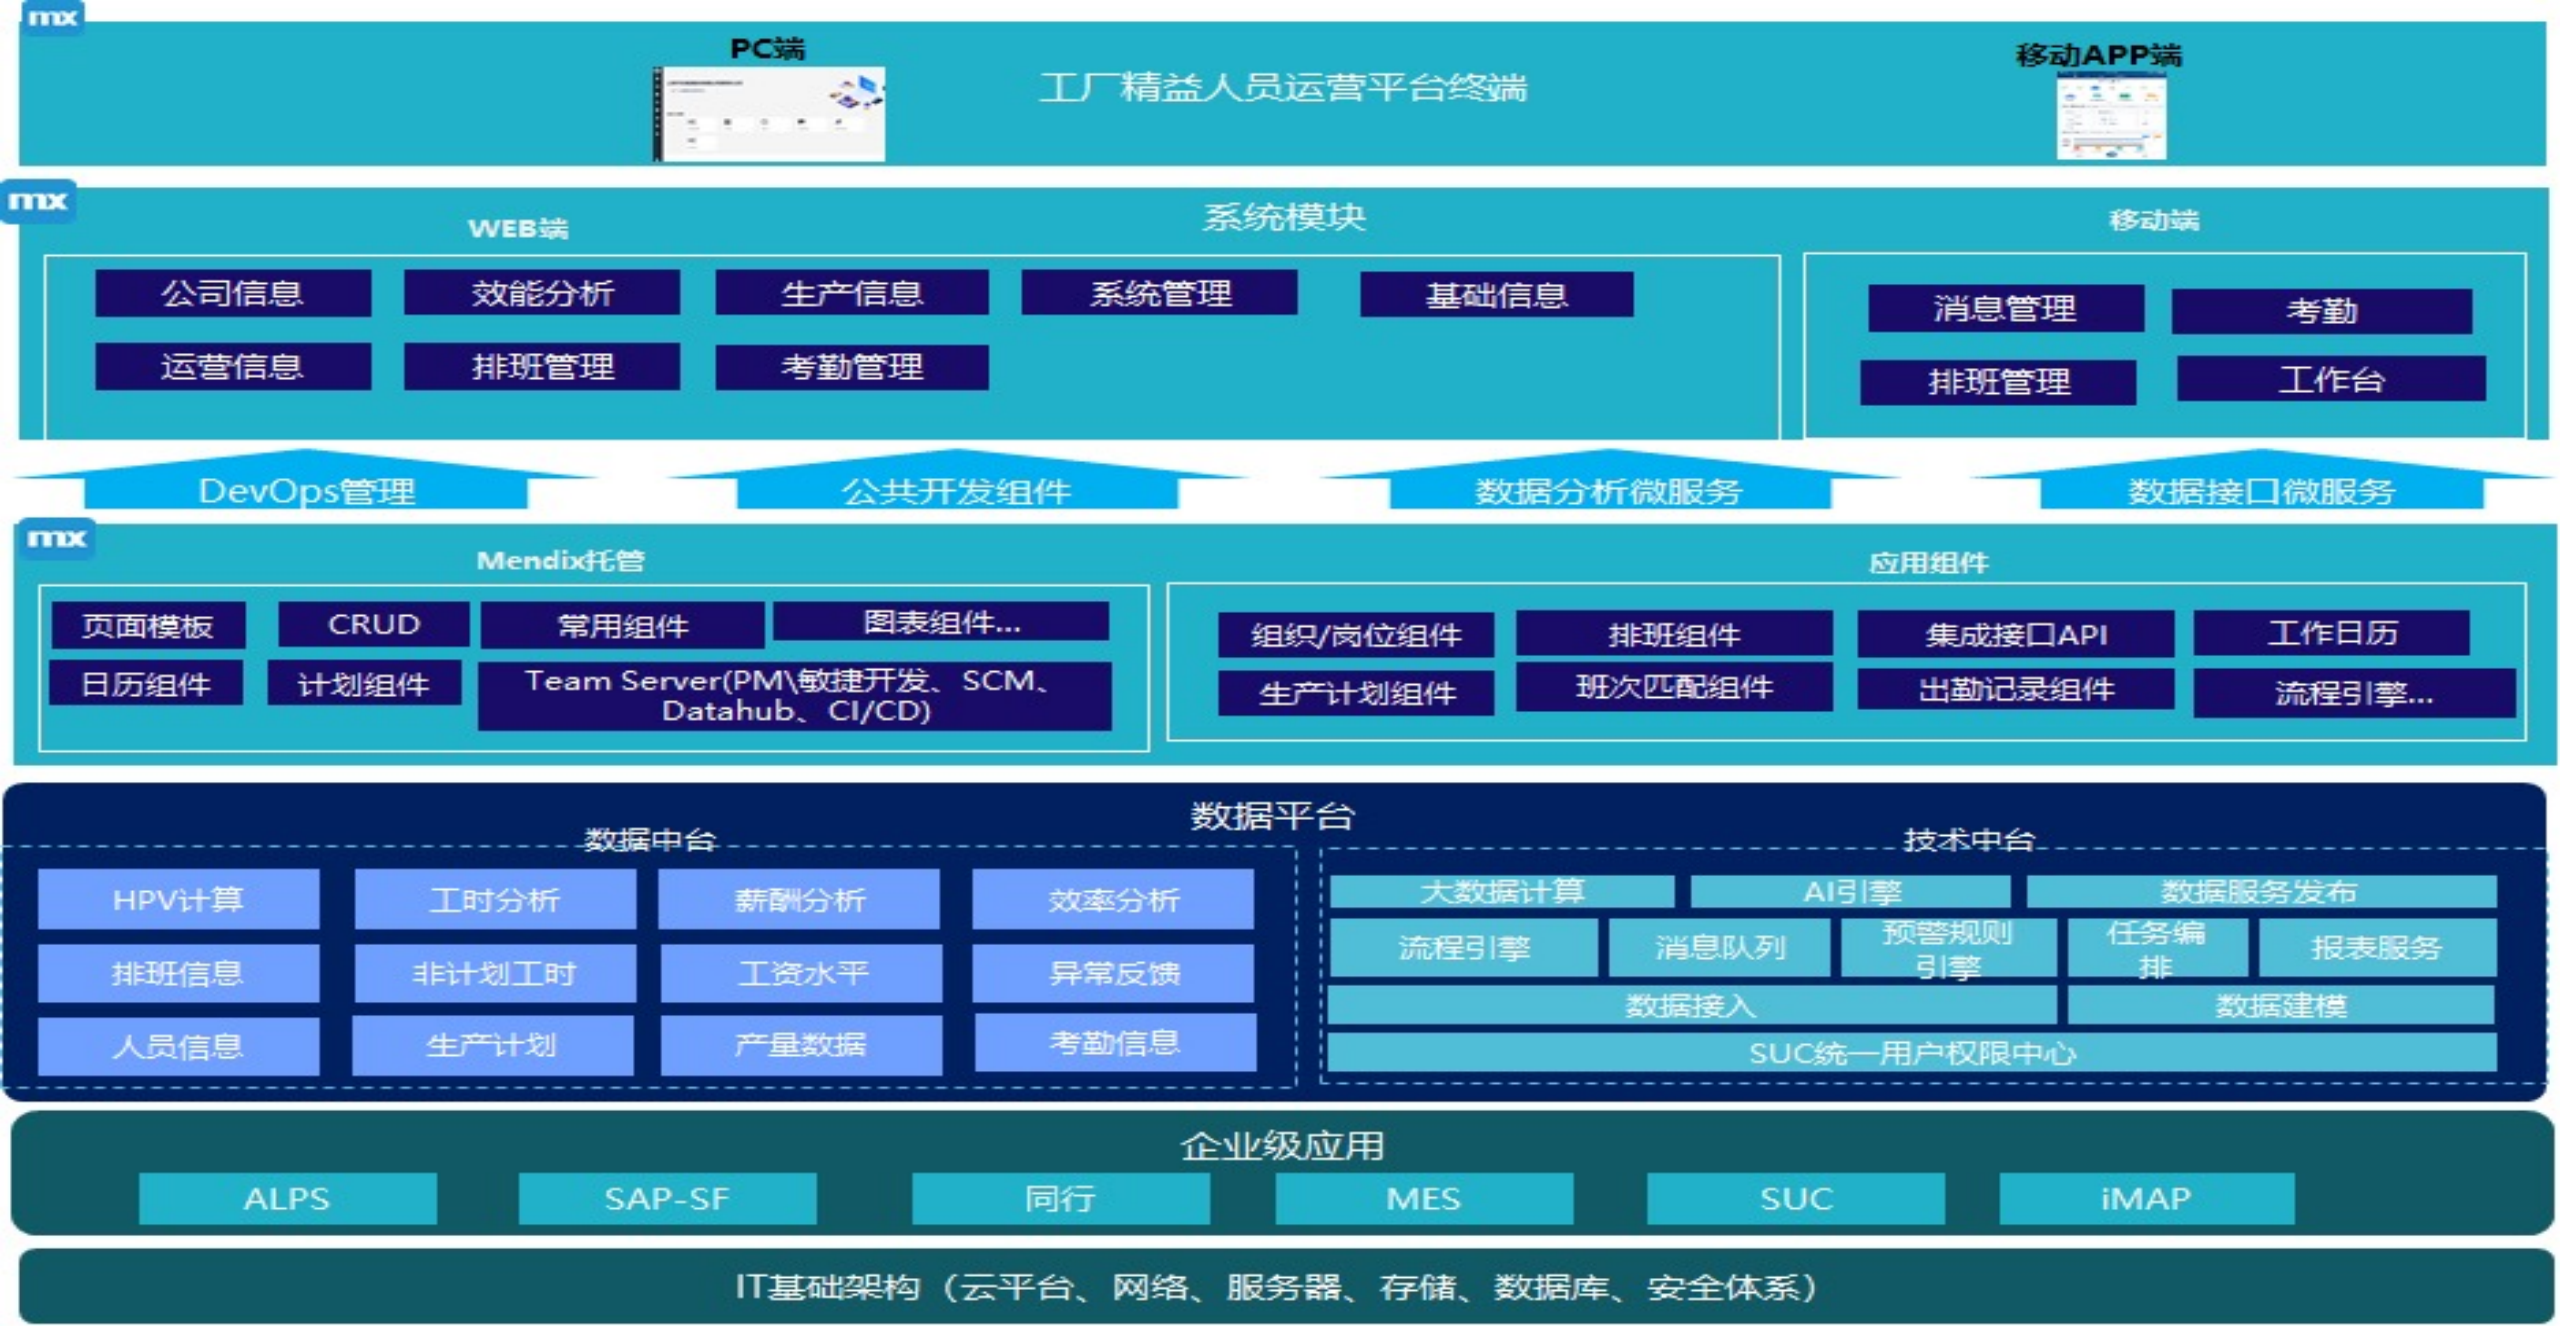 mx
PC端
工厂精益人员运营平台终端
移动APP端
mx
WEB端
系统模块
移动端
公司信息
效能分析
生产信息
系统管理
基础信息
运营信息
排班管理
考勤管理
消息管理
考勤
排班管理
工作台
DevOps管理
公共开发组件
数据分析微服务
数据接口微服务
mx
Mendix托管
应用组件
页面模板
CRUD
常用组件
图表组件...
日历组件
计划组件
Team Server(PM\敏捷开发、SCM、
Datahub、CI/CD)
组织/岗位组件
排班组件
集成接口API
工作日历
生产计划组件
班次匹配组件
出勤记录组件
流程引擎...
数据平台
数据中台
技术中台
HPV计算
工时分析
薪酬分析
效率分析
排班信息
非计划工时
工资水平
异常反馈
人员信息
生产计划
产量数据
考勤信息
大数据计算
AI引擎
数据服务发布
流程引擎
消息队列
预警规则
引擎
任务编
排
报表服务
数据接入
数据建模
SUC统一用户权限中心
企业级应用
ALPS
SAP-SF
同行
MES
SUC
iMAP
IT基础架构（云平台、网络、服务器、存储、数据库、安全体系）